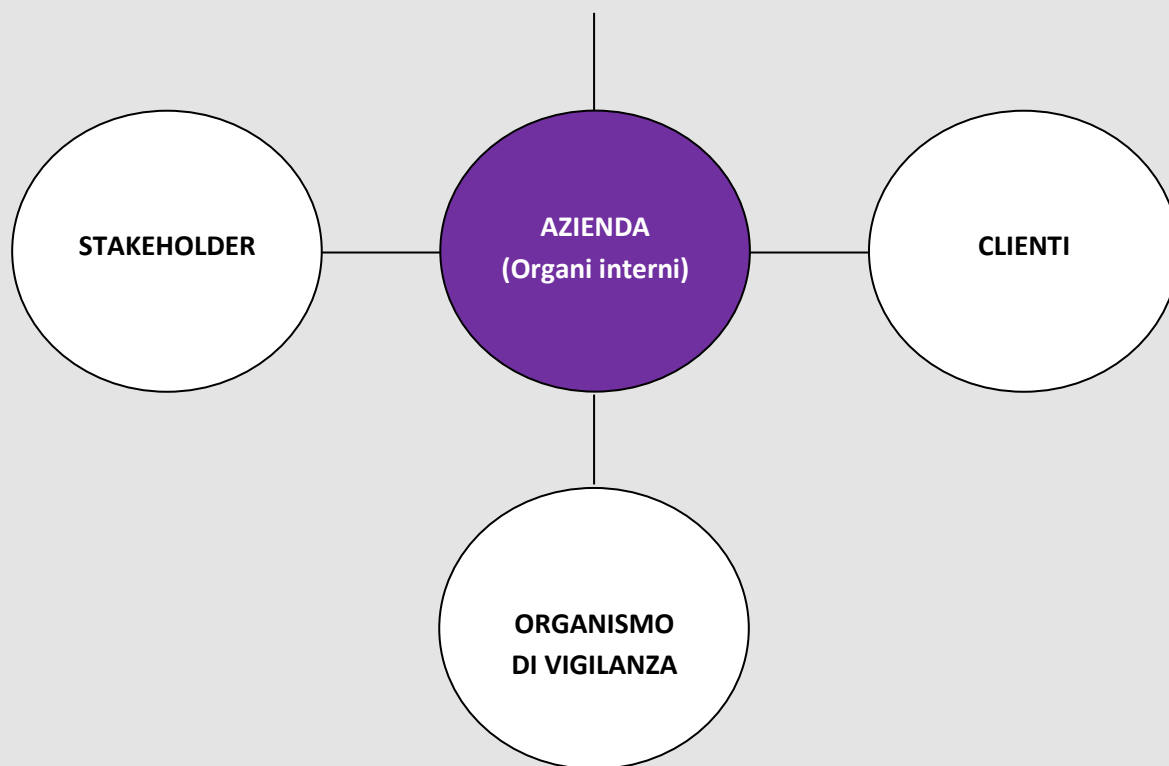 STAKEHOLDER
AZIENDA
(Organi interni)
CLIENTI
ORGANISMO
DI VIGILANZA